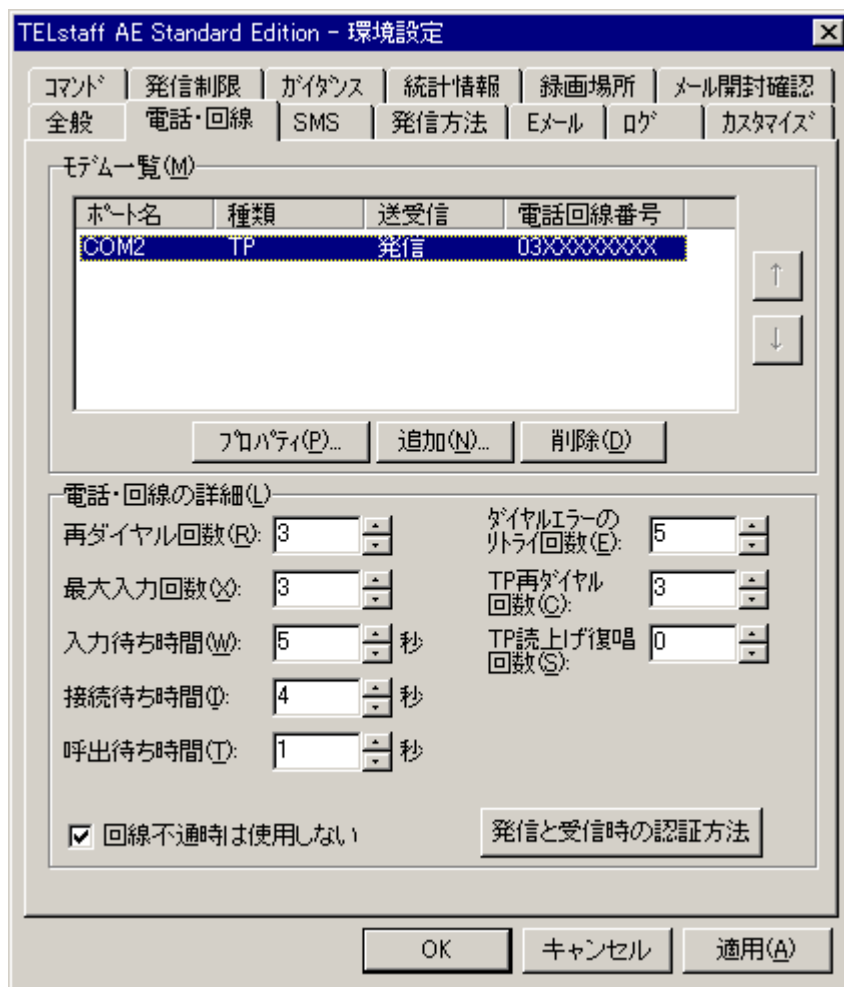 TELstaff AE Standard Edition - 環境設定
コマンド 発信制限 ガイダンス 統計情報 録画場所 メール開封確認
全般 電話・回線 SMS 発信方法 Eメール ログ カスタマイズ
モデム一覧(M)
ポート名 種類 送受信 電話回線番号
COM2 TP 発信 03XXXXXXXX
↑
↓
プロパティ(P)... 追加(N)... 削除(D)
電話・回線の詳細(L)
再ダイヤル回数(R): 3
最大入力回数(X): 3
入力待ち時間(W): 5 秒
接続待ち時間(I): 4 秒
呼出待ち時間(T): 1 秒
ダイヤルエラーの
リトライ回数(E): 5
TP再ダイヤル
回数(C): 3
TP読上げ復唱
回数(S): 0
回線不通時は使用しない
発信と受信時の認証方法
OK キャンセル 適用(A)